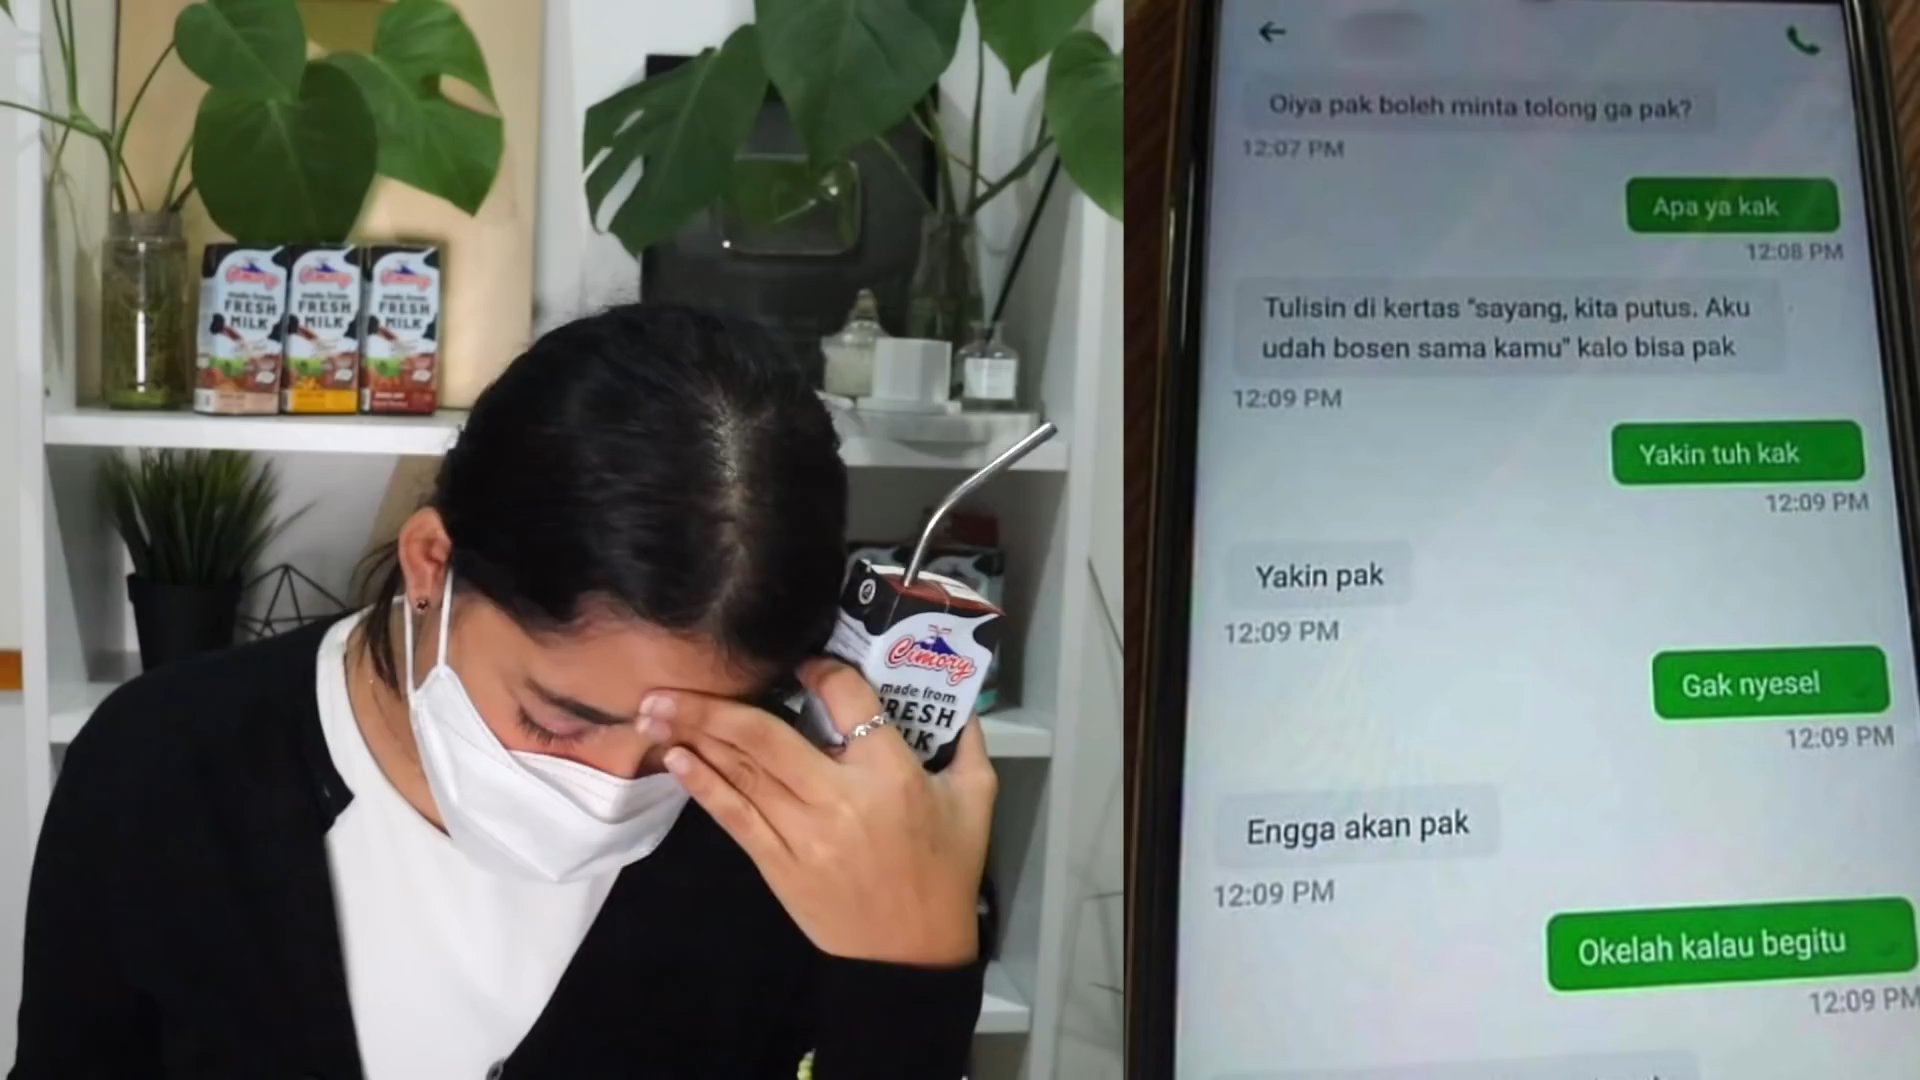 Cimory
made from
FRESH
MILK
Cimory
made from
FRESH
MILK
Cimory
made from
FRESH
MILK
Cimory
made from
FRESH
MILK
Oiya pak boleh minta tolong ga pak?
12:07 PM
Apa ya kak
12:08 PM
Tulisin di kertas "sayang, kita putus. Aku
udah bosen sama kamu" kalo bisa pak
12:09 PM
Yakin tuh kak
12:09 PM
Yakin pak
12:09 PM
Gak nyesel
12:09 PM
Engga akan pak
12:09 PM
Okelah kalau begitu
12:09 PM